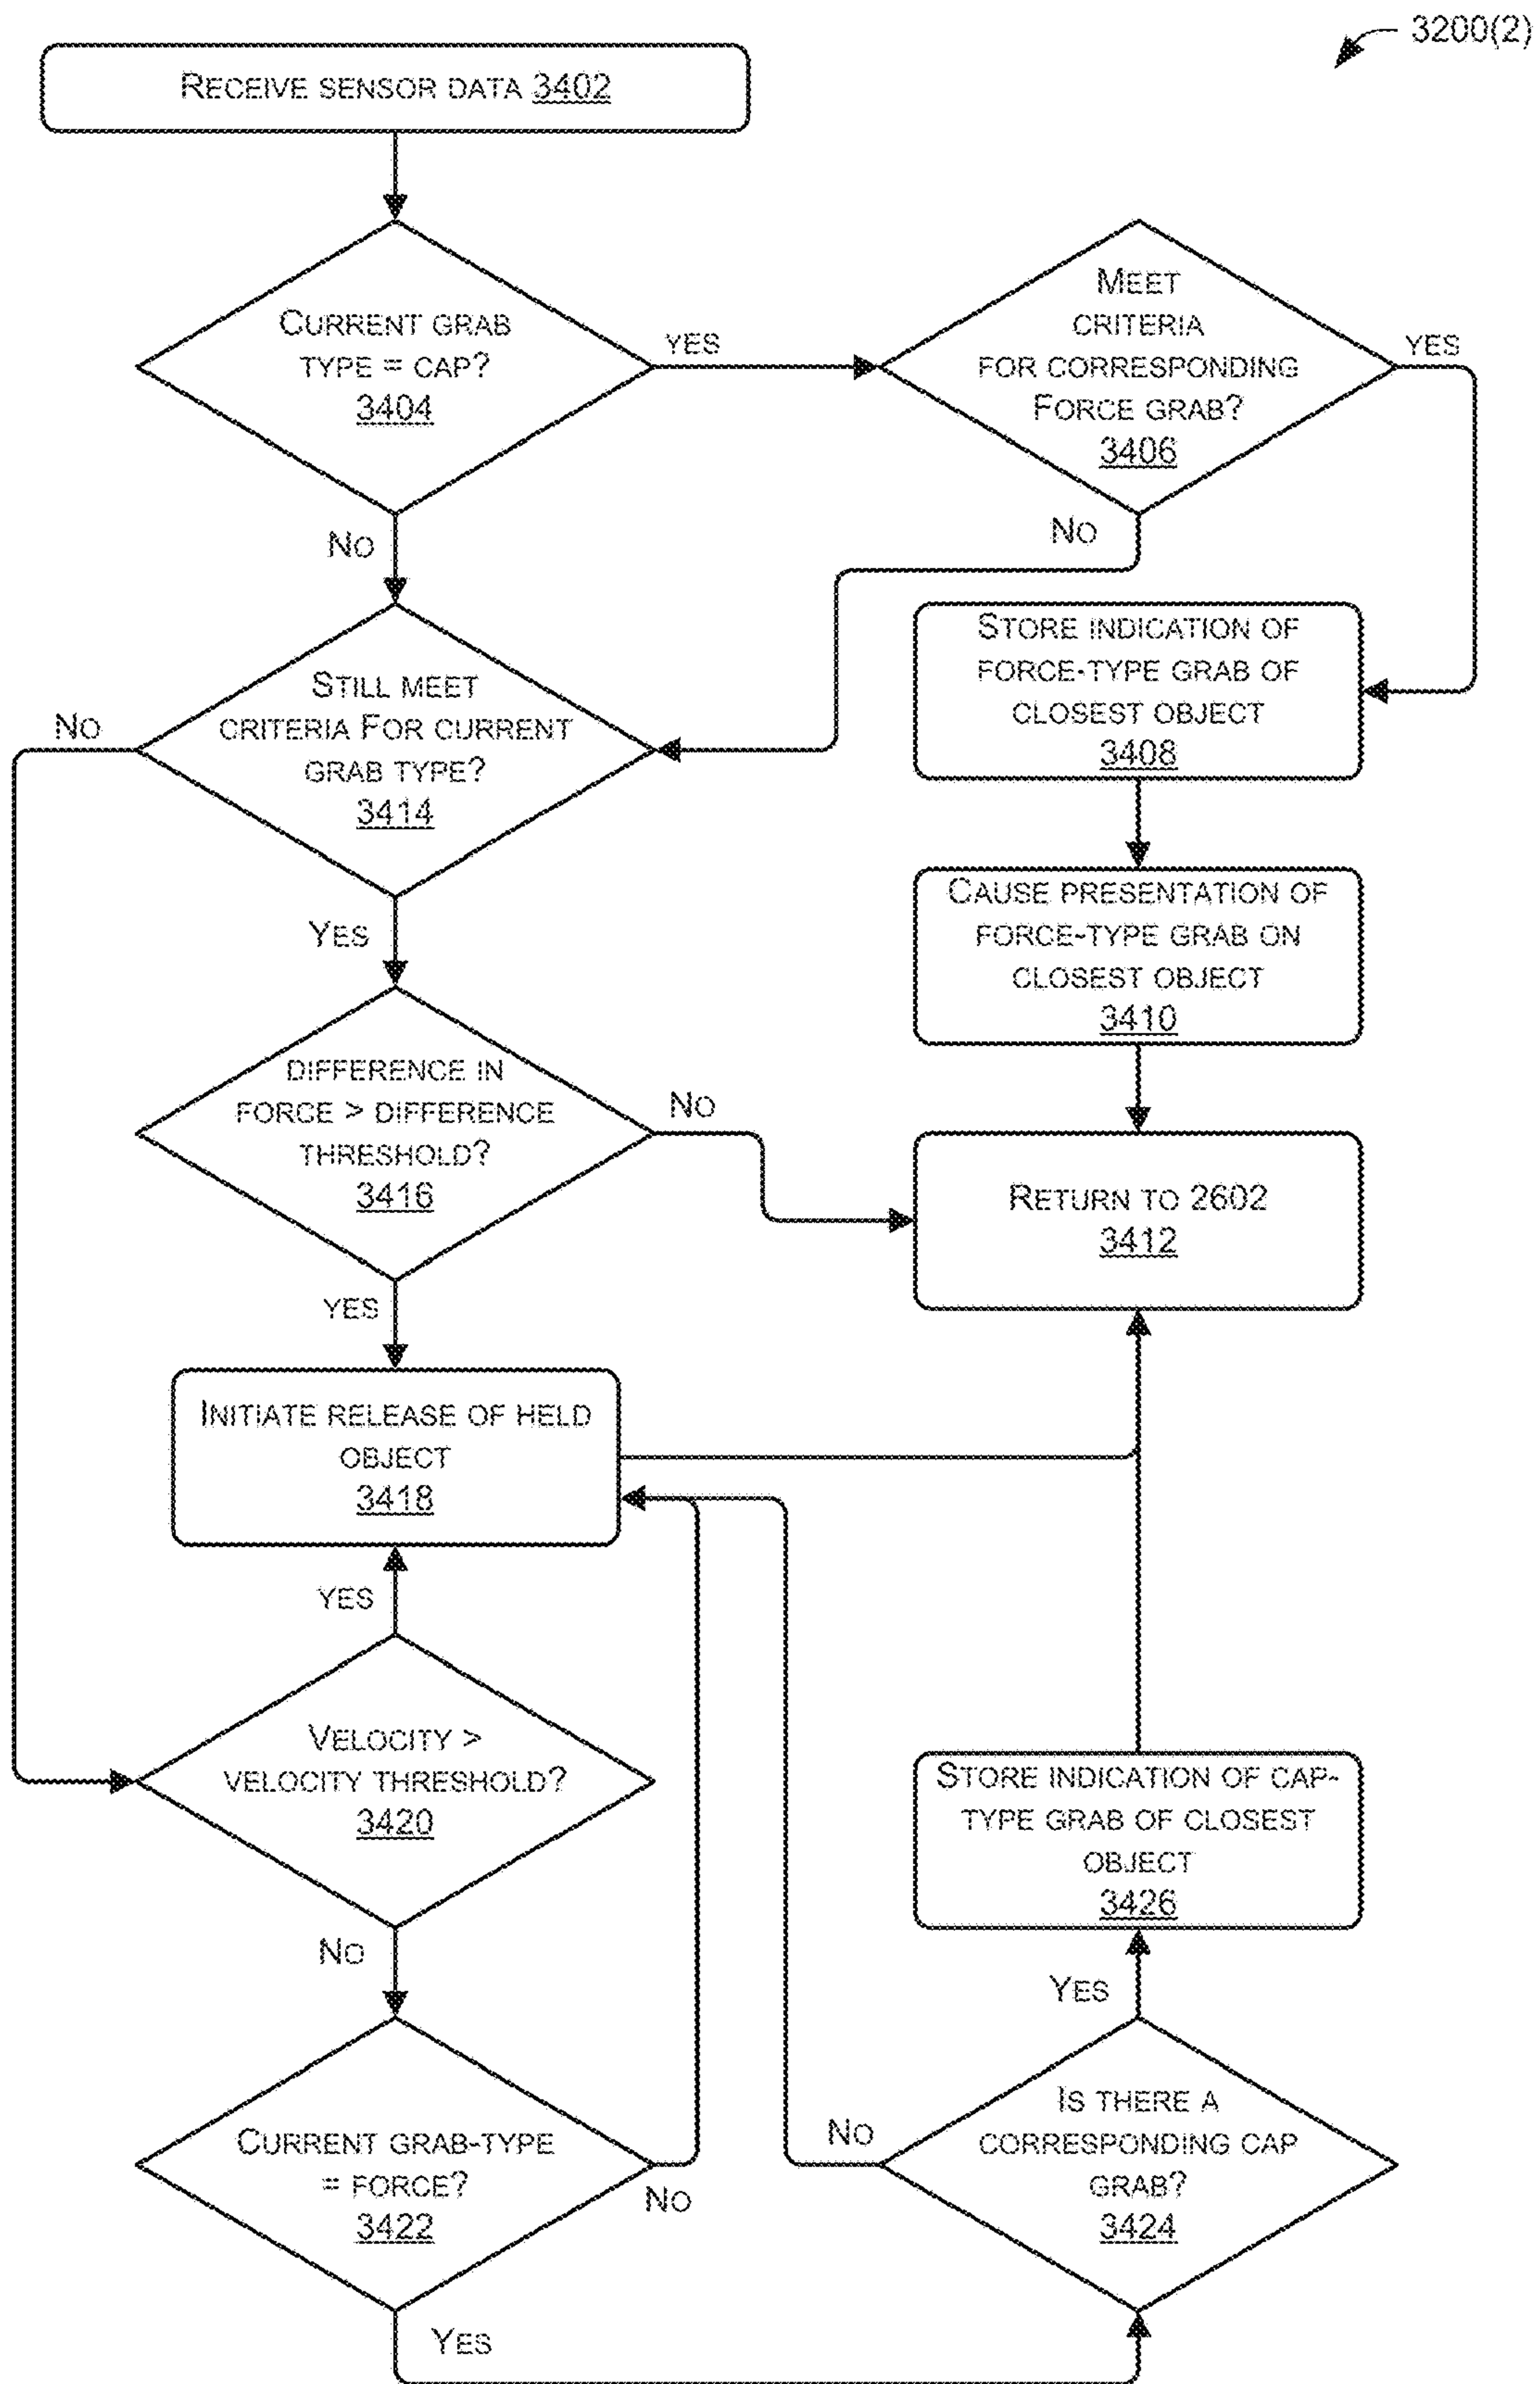 3200(2)
RECEIVE SENSOR DATA 3402
CURRENT GRAB
TYPE = CAP?
3404
YES
MEET
CRITERIA
FOR CORRESPONDING
FORCE GRAB?
3406
YES
NO
NO
STORE INDICATION OF
FORCE-TYPE GRAB OF
CLOSEST OBJECT
3408
STILL MEET
CRITERIA FOR CURRENT
GRAB TYPE?
3414
NO
YES
CAUSE PRESENTATION OF
FORCE-TYPE GRAB ON
CLOSEST OBJECT
3410
DIFFERENCE IN
FORCE > DIFFERENCE
THRESHOLD?
3416
NO
YES
RETURN TO 2602
3412
INITIATE RELEASE OF HELD
OBJECT
3418
YES
VELOCITY >
VELOCITY THRESHOLD?
3420
NO
STORE INDICATION OF CAP-
TYPE GRAB OF CLOSEST
OBJECT
3426
YES
CURRENT GRAB-TYPE
= FORCE?
3422
NO
YES
NO
IS THERE A
CORRESPONDING CAP
GRAB?
3424